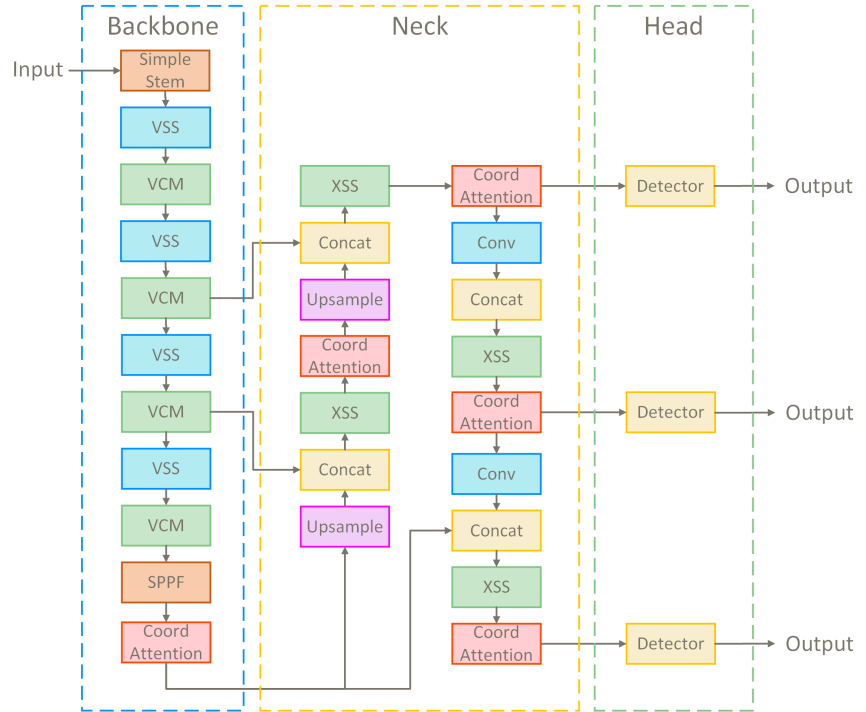 Backbone
Neck
Head
Input
Simple
Stem
VSS
VCM
VSS
VCM
VSS
VCM
VSS
VCM
SPPF
Coord
Attention
XSS
Concat
Upsample
Coord
Attention
XSS
Concat
Upsample
Coord
Attention
Conv
Concat
XSS
Coord
Attention
Conv
Concat
XSS
Coord
Attention
Detector
Output
Detector
Output
Detector
Output